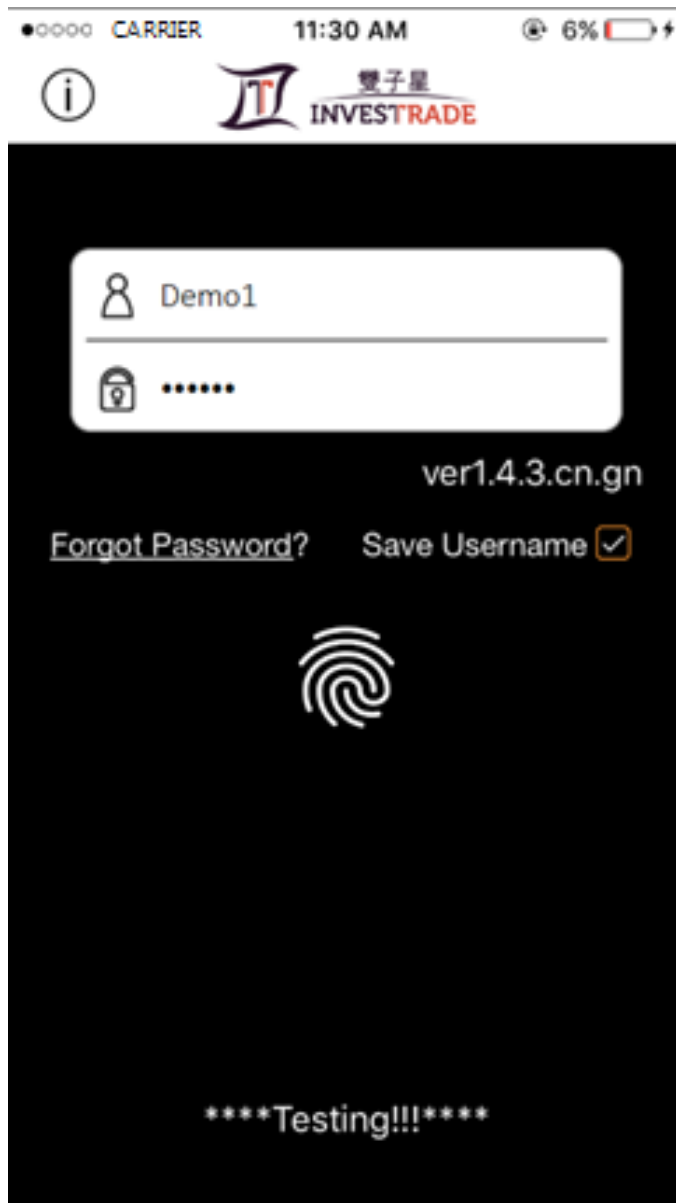 CARRIER 11:30 AM 6%
雙子星
INVESTRADE
Demo1
••••••
ver1.4.3.cn.gn
Forgot Password? Save Username
****Testing!!!****